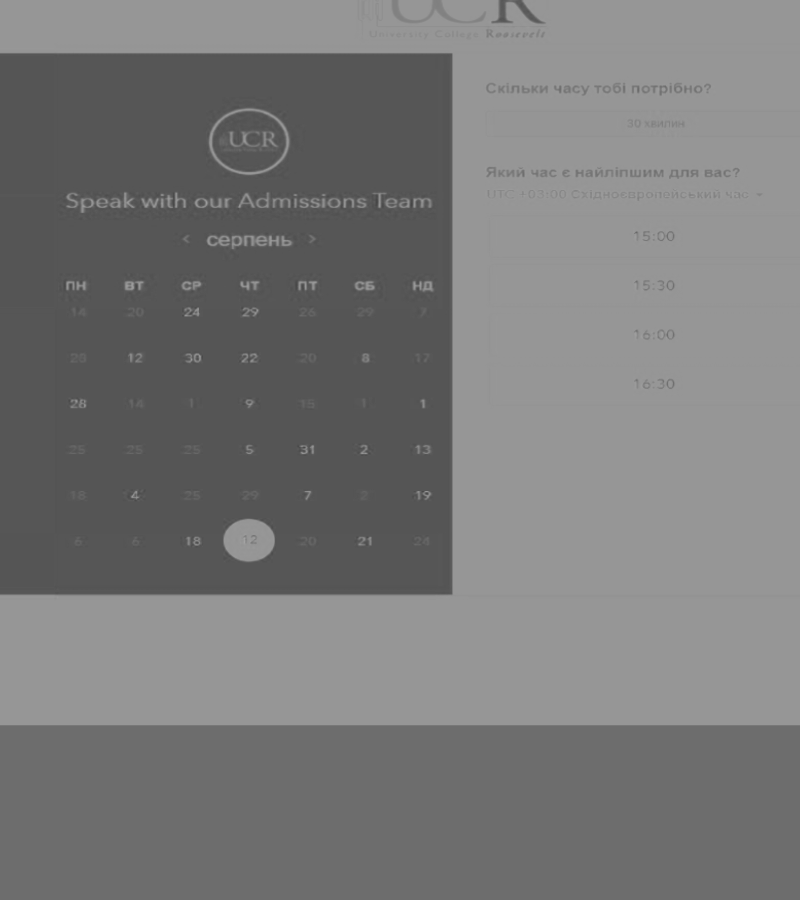 UCR
University College Roosevelt
UCR
Speak with our Admissions Team
< серпень >
ПН ВТ СР ЧТ ПТ СБ НД
14 20 24 29 26 29 7
28 12 30 22 20 8 17
28 14 1 9 15 1 1
25 25 25 5 31 2 13
18 4 25 29 7 2 19
6 6 18 12 20 21 24
Скільки часу тобі потрібно?
30 хвилин
Який час є найліпшим для вас?
UTC +03:00 Східноєвропейський час
15:00
15:30
16:00
16:30